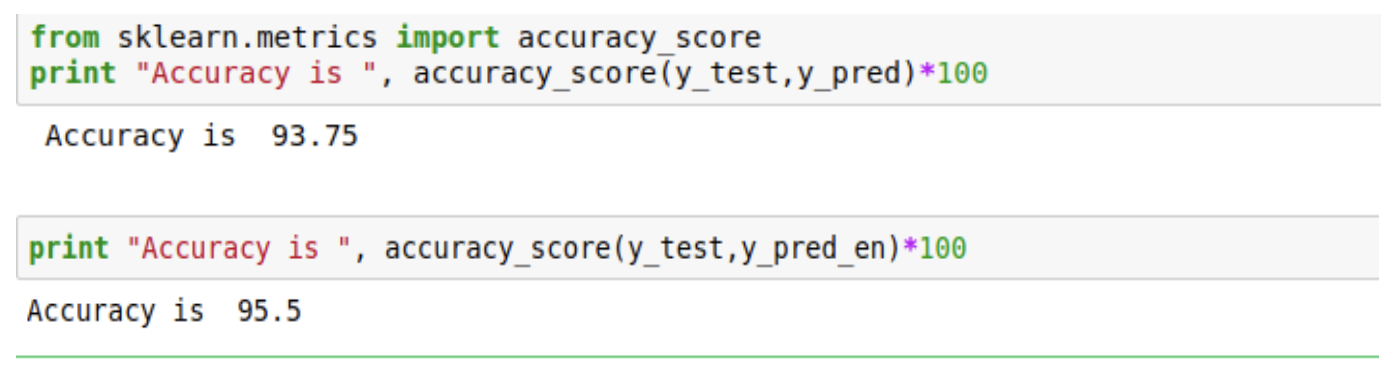 from sklearn.metrics import accuracy_score
print "Accuracy is ", accuracy_score(y_test,y_pred)*100
Accuracy is  93.75
print "Accuracy is ", accuracy_score(y_test,y_pred_en)*100
Accuracy is  95.5